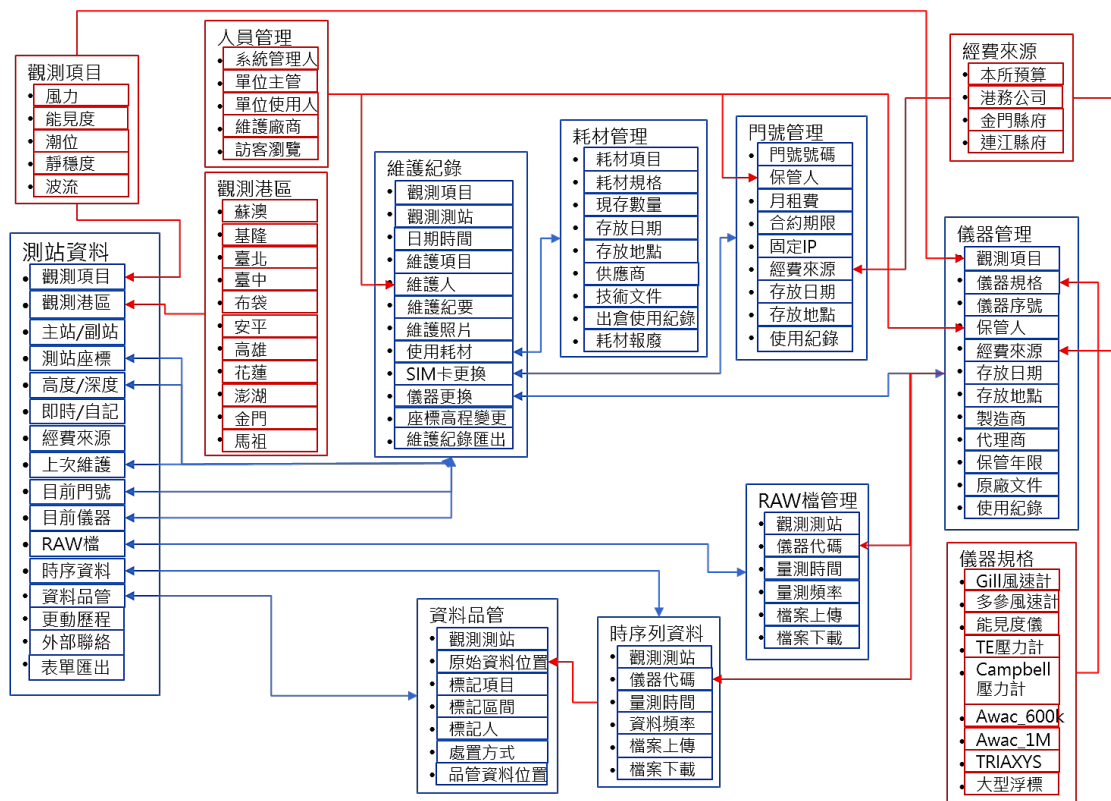 觀測項目
風力
能見度
潮位
靜穩度
波流
人員管理
系統管理人
單位主管
單位使用人
維護廠商
訪客瀏覽
經費來源
本所預算
港務公司
金門縣府
連江縣府
觀測港區
蘇澳
基隆
臺北
臺中
布袋
安平
高雄
花蓮
澎湖
金門
馬祖
測站資料
觀測項目
觀測港區
主站/副站
測站座標
高度/深度
即時/自記
經費來源
上次維護
目前門號
目前儀器
RAW檔
時序資料
資料品管
更動歷程
外部聯絡
表單匯出
維護紀錄
觀測項目
觀測測站
日期時間
維護項目
維護人
維護紀要
維護照片
使用耗材
SIM卡更換
儀器更換
座標高程變更
維護紀錄匯出
耗材管理
耗材項目
耗材規格
現存數量
存放日期
存放地點
供應商
技術文件
出倉使用紀錄
耗材報廢
門號管理
門號號碼
保管人
月租費
合約期限
固定IP
經費來源
存放日期
存放地點
使用紀錄
儀器管理
觀測項目
儀器規格
儀器序號
保管人
經費來源
存放日期
存放地點
製造商
代理商
保管年限
原廠文件
使用紀錄
RAW檔管理
觀測測站
儀器代碼
量測時間
量測頻率
檔案上傳
檔案下載
儀器規格
Gill風速計
多參風速計
能見度儀
TE壓力計
Campbell
壓力計
Awac_600k
Awac_1M
TRIAXYS
大型浮標
資料品管
觀測測站
原始資料位置
標記項目
標記區間
標記人
處置方式
品管資料位置
時序列資料
觀測測站
儀器代碼
量測時間
資料頻率
檔案上傳
檔案下載